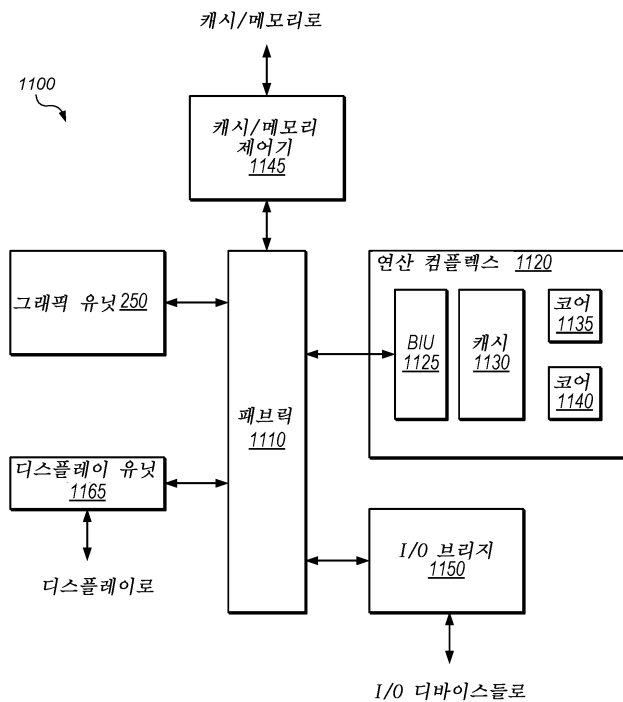 캐시/메모리로
1100
캐시/메모리
제어기
1145
그래픽 유닛 250
연산 컴플렉스 1120
BIU
1125
캐시
1130
코어
1135
코어
1140
패브릭
1110
디스플레이 유닛
1165
디스플레이로
I/O 브리지
1150
I/O 디바이스들로